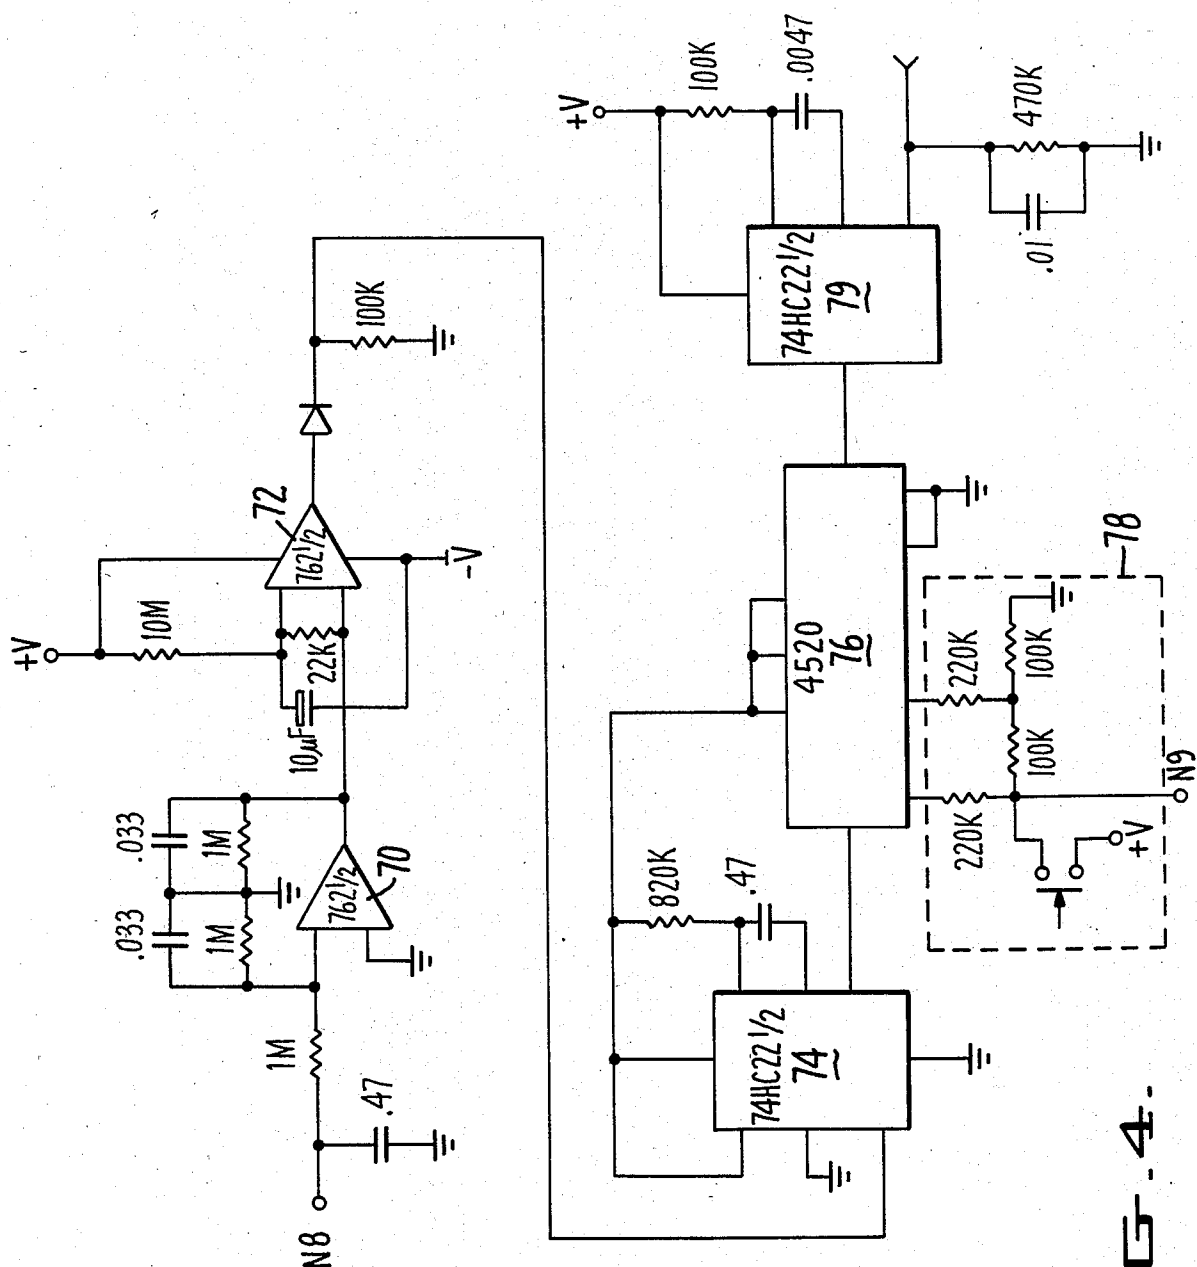 N8
.47
1M
.033
.033
1M
1M
762½
70
+V
10M
10µF
22K
762½
72
-V
100K
74HC22½
74
820K
.47
4520
76
220K
220K
100K
100K
+V
N9
78
74HC22½
79
+V
100K
.0047
.01
470K
G. 4.